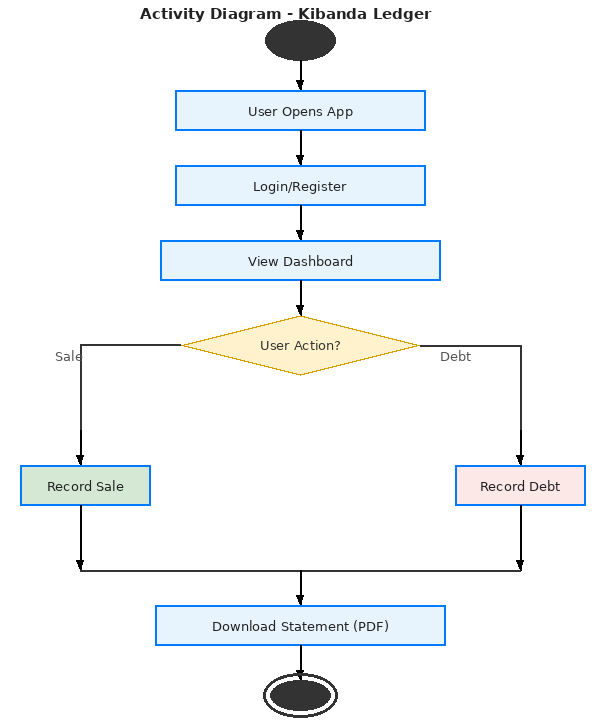 Activity Diagram - Kibanda Ledger
User Opens App
Login/Register
View Dashboard
User Action?
Sale
Debt
Record Sale
Record Debt
Download Statement (PDF)